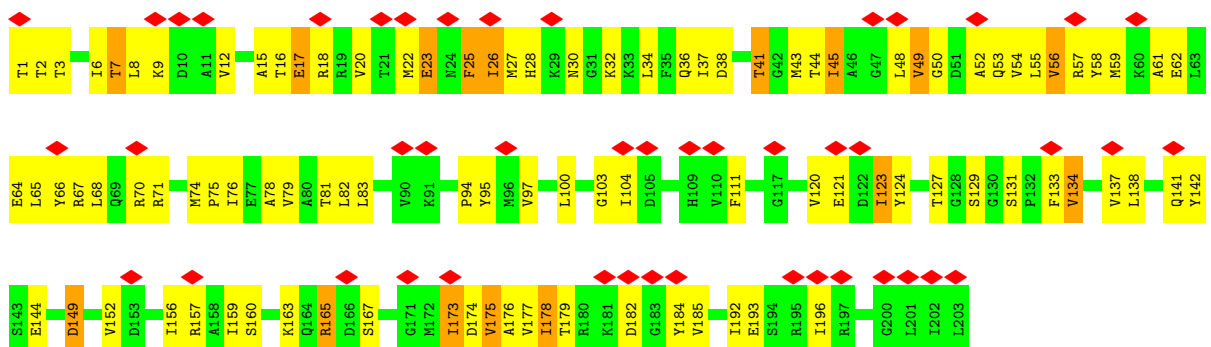 T1 T2 T3 I6 T7 L8 K9 D10 A11 V12 A15 T16 E17 R18 R19 V20 T21 M22 E23 N24 F25 I26 M27 H28 K29 N30 G31 K32 K33 L34 F35 Q36 I37 D38 T41 G42 M43 T44 I45 A46 G47 L48 V49 G50 D51 A52 Q53 V54 L55 V56 R57 Y58 M59 K60 A61 E62 L63
E64 L65 Y66 R67 L68 Q69 R70 R71 M74 P75 I76 E77 A78 V79 A80 T81 L82 L83 V90 K91 P94 Y95 M96 V97 L100 G103 I104 D105 H109 V110 F111 G117 V120 E121 D122 I123 Y124 T127 G128 S129 G130 S131 P132 F133 V134 V137 L138 Q141 Y142
S143 E144 D149 V152 D153 I156 R157 A158 I159 S160 K163 Q164 R165 D166 S167 G171 M172 I173 D174 V175 A176 V177 I178 T179 R180 K181 D182 G183 Y184 V185 I192 E193 S194 R195 I196 R197 G200 L201 I202 L203